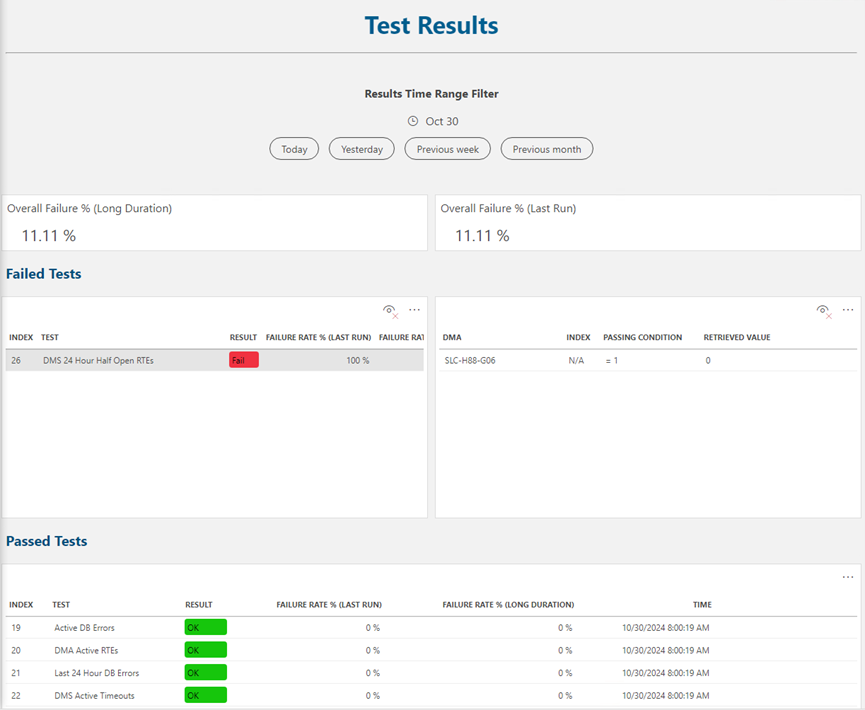 Test Results
Results Time Range Filter
Oct 30
Today Yesterday Previous week Previous month
Overall Failure % (Long Duration) Overall Failure % (Last Run)
11.11 % 11.11 %
Failed Tests
INDEX TEST RESULT FAILURE RATE % (LAST RUN) FAILURE RAT DMA INDEX PASSING CONDITION RETRIEVED VALUE
26 DMS 24 Hour Half Open RTEs Fail 100 % SLC-H88-G06 N/A = 1 0
Passed Tests
INDEX TEST RESULT FAILURE RATE % (LAST RUN) FAILURE RATE % (LONG DURATION) TIME
19 Active DB Errors OK 0 % 0 % 10/30/2024 8:00:19 AM
20 DMA Active RTEs OK 0 % 0 % 10/30/2024 8:00:19 AM
21 Last 24 Hour DB Errors OK 0 % 0 % 10/30/2024 8:00:19 AM
22 DMS Active Timeouts OK 0 % 0 % 10/30/2024 8:00:19 AM